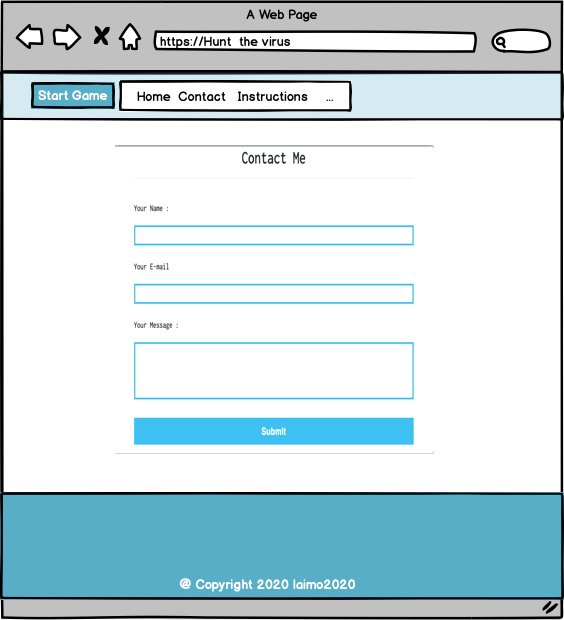 A Web Page
https://Hunt the virus
Start Game Home Contact Instructions ...
Contact Me
Your Name :
Your E-mail
Your Message :
Submit
@ Copyright 2020 laimo2020